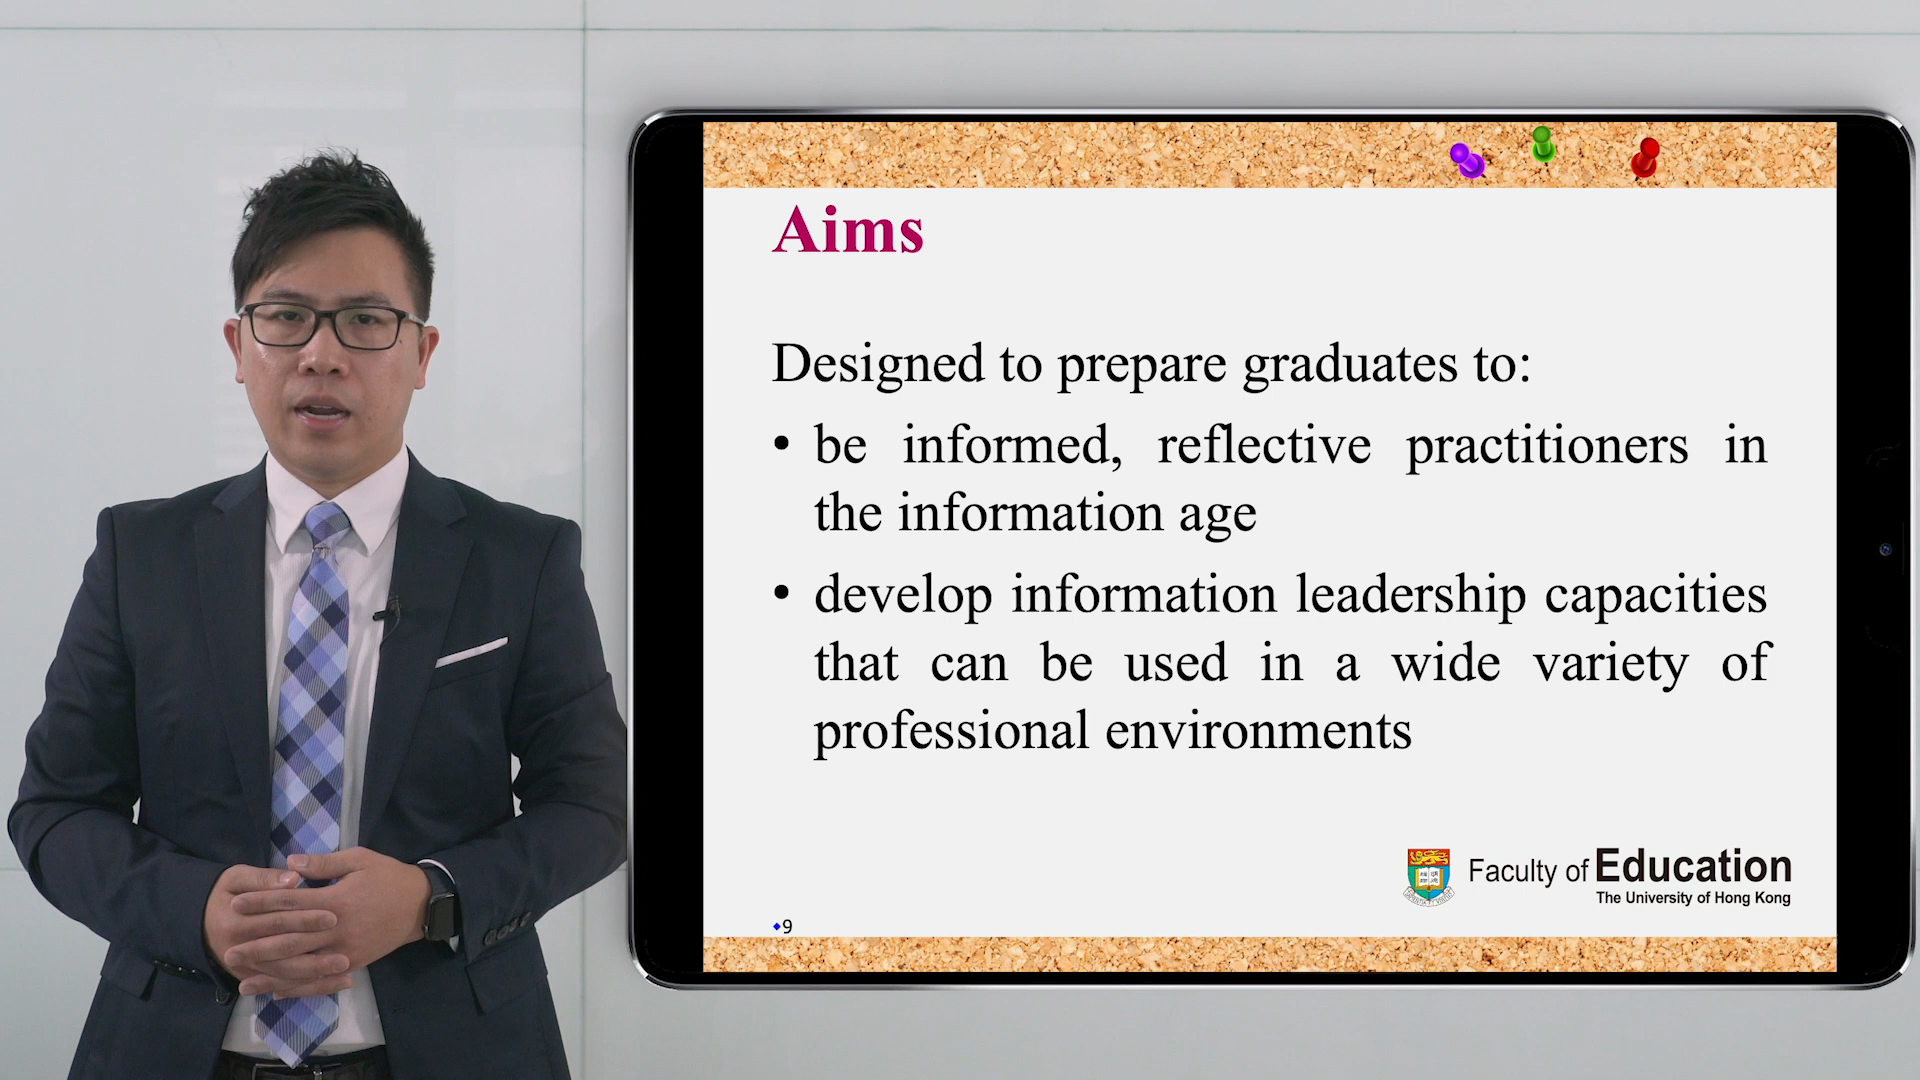 Aims
Designed to prepare graduates to:
• be informed, reflective practitioners in
the information age
• develop information leadership capacities
that can be used in a wide variety of
professional environments
Faculty of Education
The University of Hong Kong
9